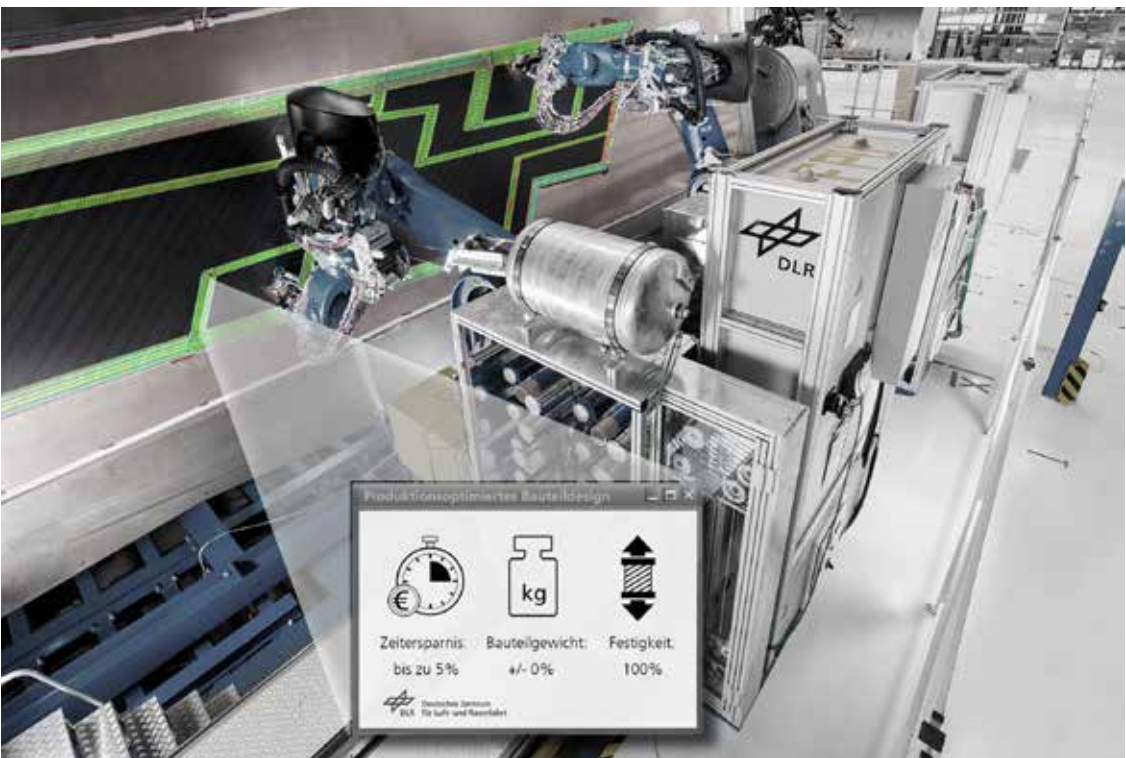 DLR
Produktionsoptimiertes Bauteildesign
€
kg
Zeitersparnis: Bauteilgewicht: Festigkeit:
bis zu 5% +/- 0% 100%
DLR
Deutsches Zentrum
für Luft- und Raumfahrt